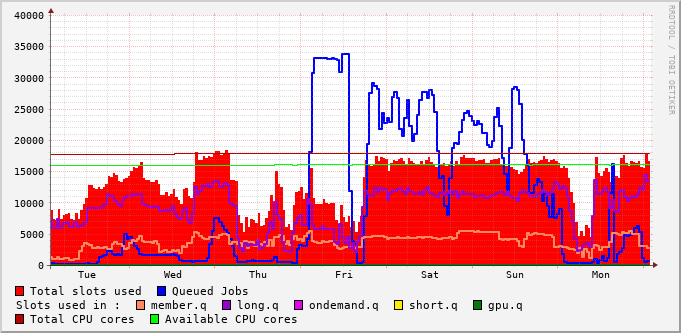 40000
35000
30000
25000
20000
15000
10000
5000
0
Tue Wed Thu Fri Sat Sun Mon
Total slots used Queued Jobs
Slots used in : member.q long.q ondemand.q short.q gpu.q
Total CPU cores Available CPU cores
RRDTOOL / TOBI OETIKER